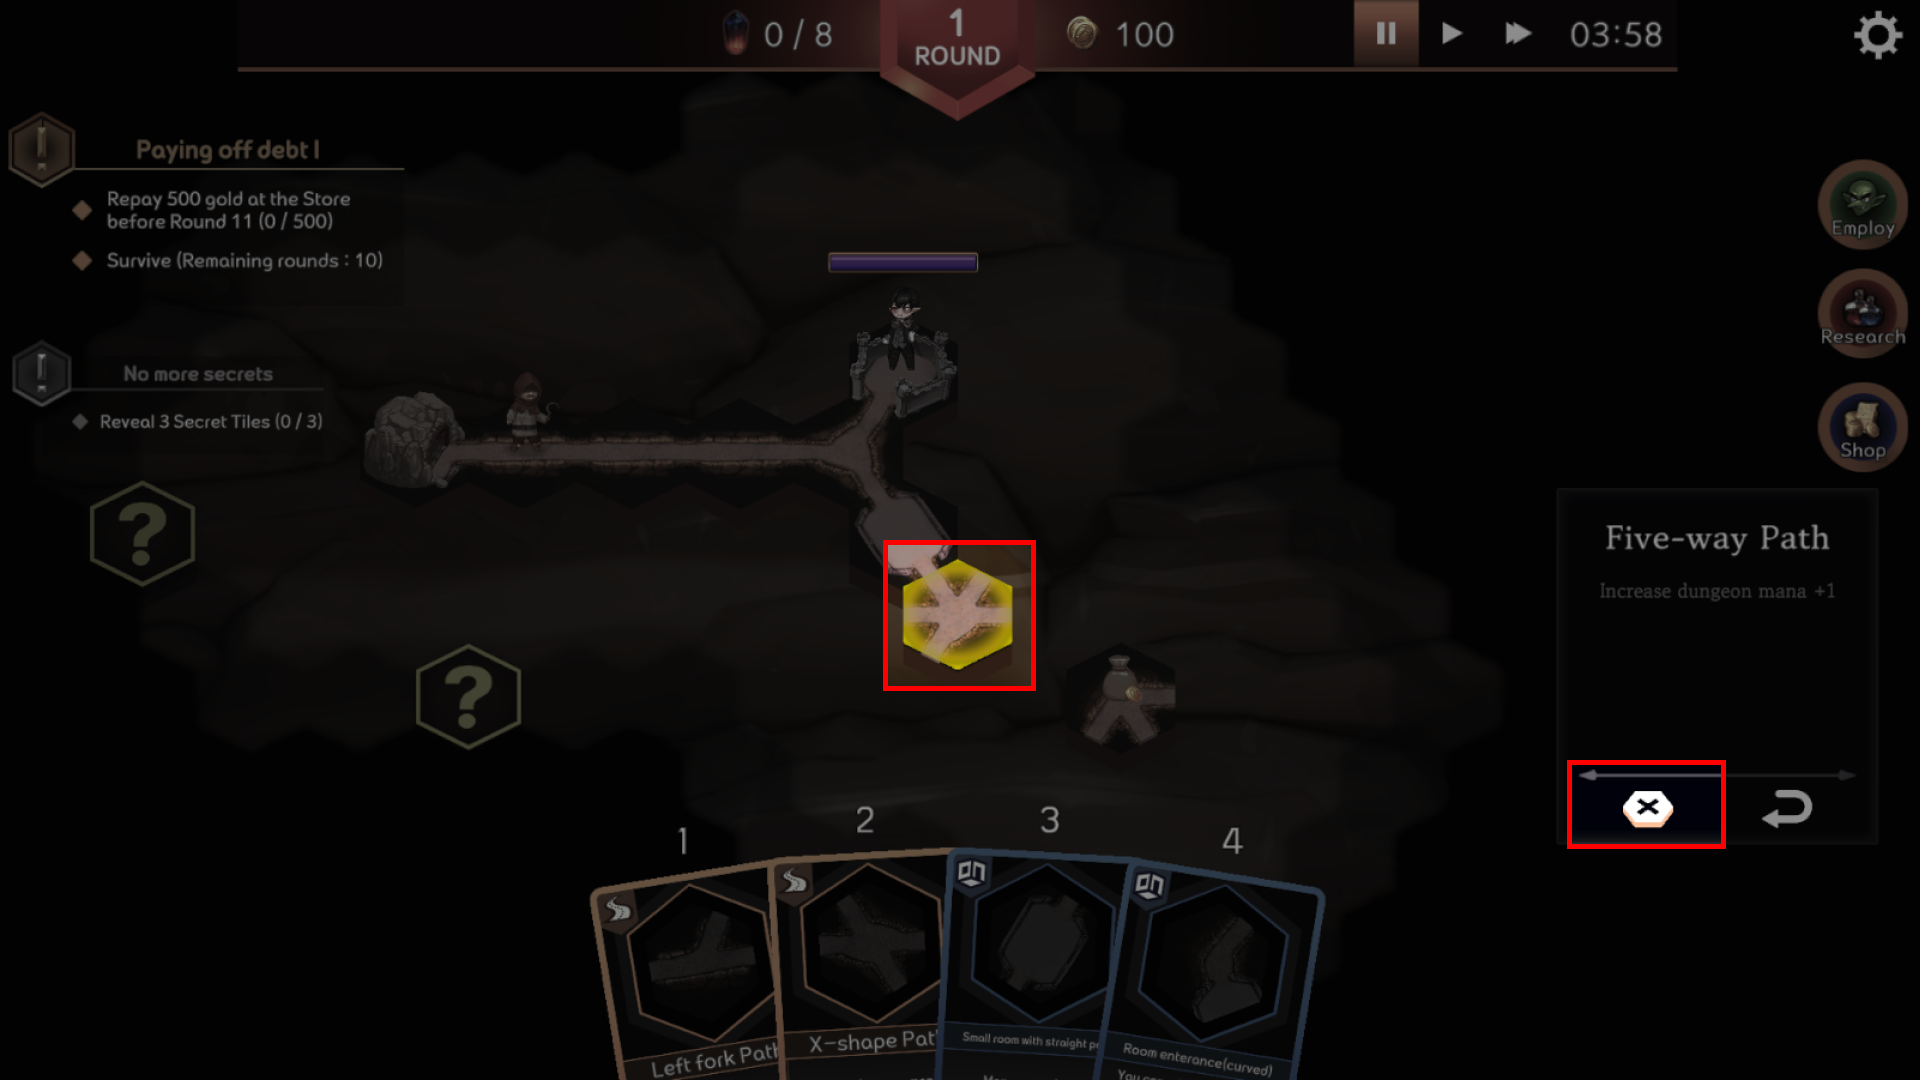 0 / 8
1
ROUND
100
03:58
Paying off debt I
Repay 500 gold at the Store
before Round 11 (0 / 500)
Survive (Remaining rounds : 10)
No more secrets
Reveal 3 Secret Tiles (0 / 3)
?
?
Employ
Research
Shop
Five-way Path
Increase dungeon mana +1
1
2
3
4
Left fork Path
X-shape Pat
Small room with straight
Room enterance(curved)